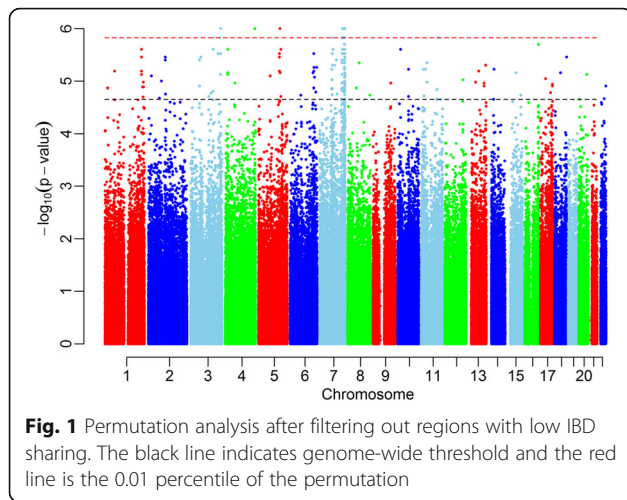 6
5
4
3
2
1
0
−log10(p − value)
1 2 3 4 5 6 7 8 9 11 13 15 17 20
Chromosome
Fig. 1 Permutation analysis after filtering out regions with low IBD
sharing. The black line indicates genome-wide threshold and the red
line is the 0.01 percentile of the permutation